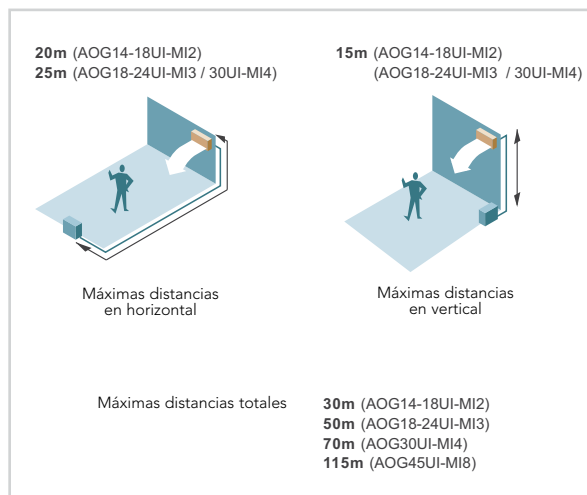 20m (AOG14-18UI-MI2)
25m (AOG18-24UI-MI3 / 30UI-MI4)
15m (AOG14-18UI-MI2)
(AOG18-24UI-MI3 / 30UI-MI4)
Máximas distancias
en horizontal
Máximas distancias
en vertical
Máximas distancias totales
30m (AOG14-18UI-MI2)
50m (AOG18-24UI-MI3)
70m (AOG30UI-MI4)
115m (AOG45UI-MI8)